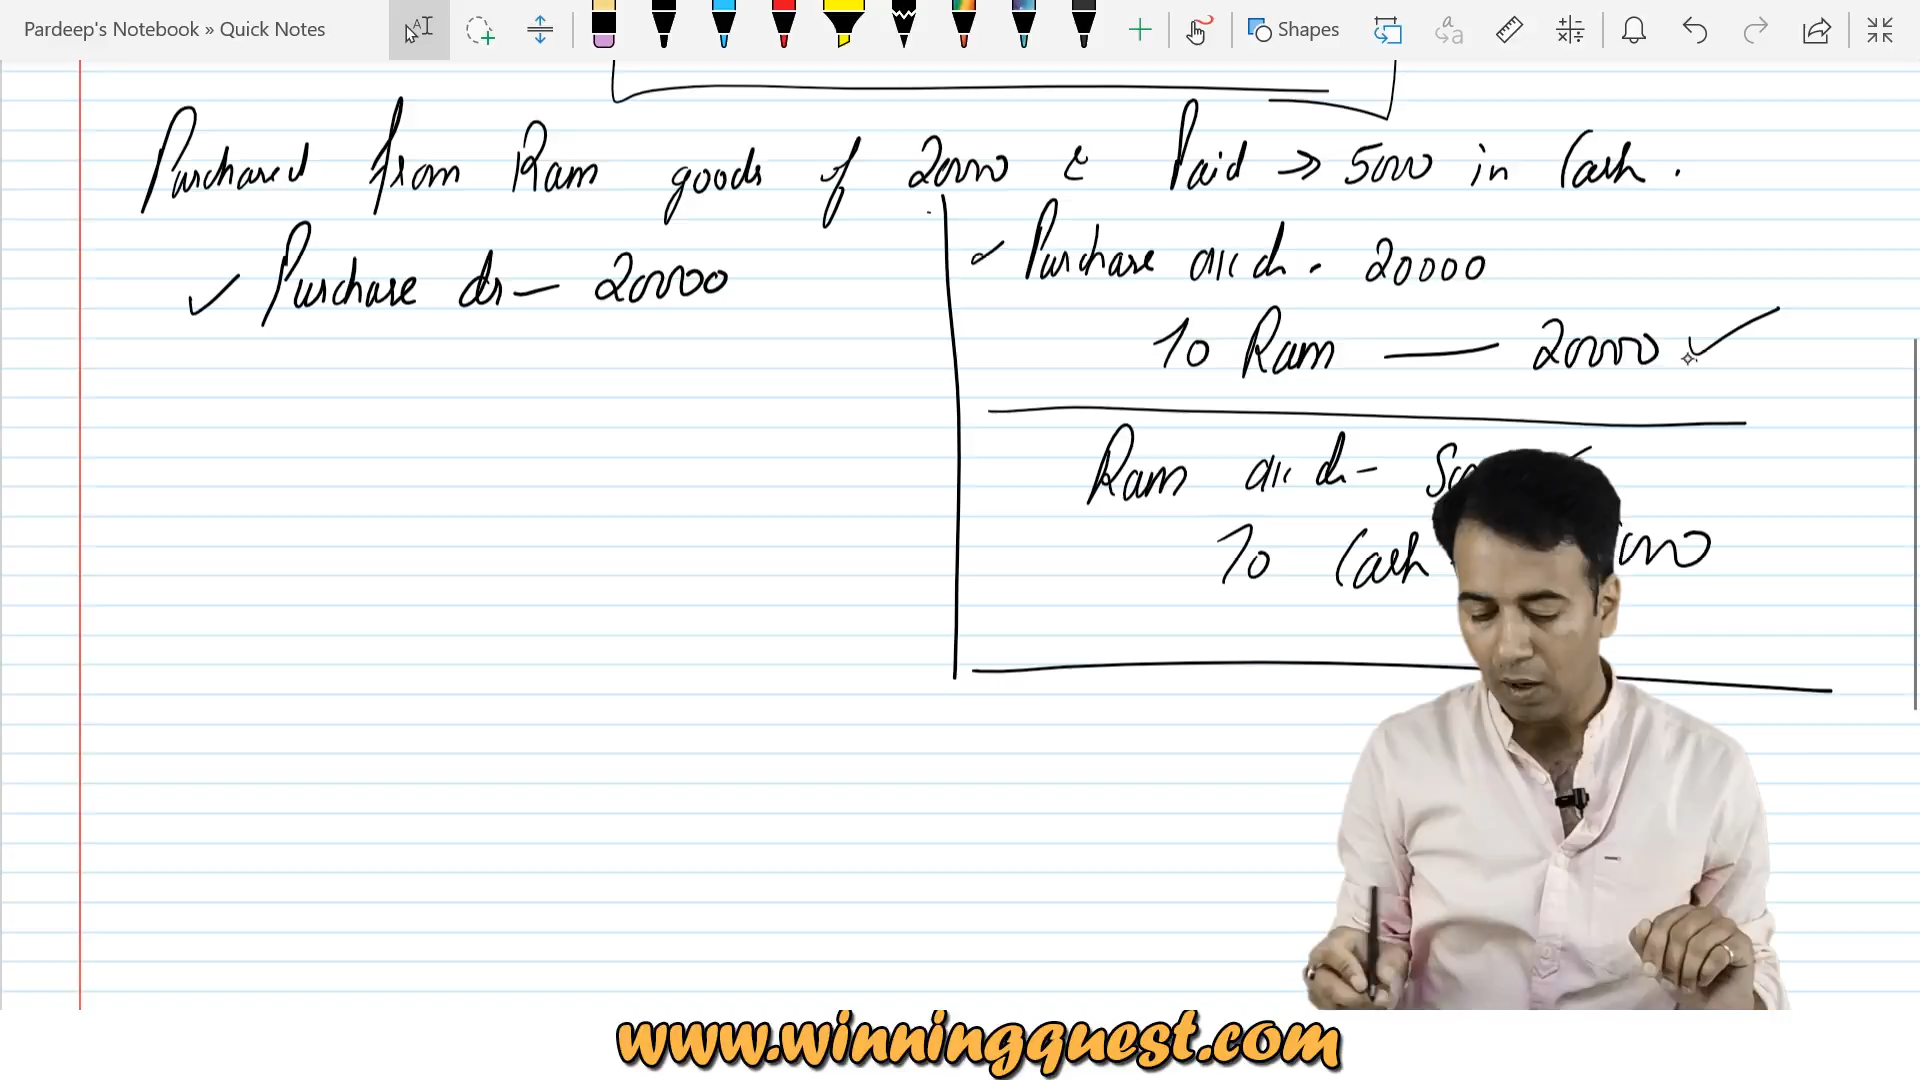 Pardeep's Notebook » Quick Notes
Shapes
Purchased from Ram goods of 20000 & Paid → 5000 in Cash.
Purchase dr — 20000
Purchase a/c dr. 20000
To Ram — 20000
Ram a/c dr -
To Cash
www.winningquest.com